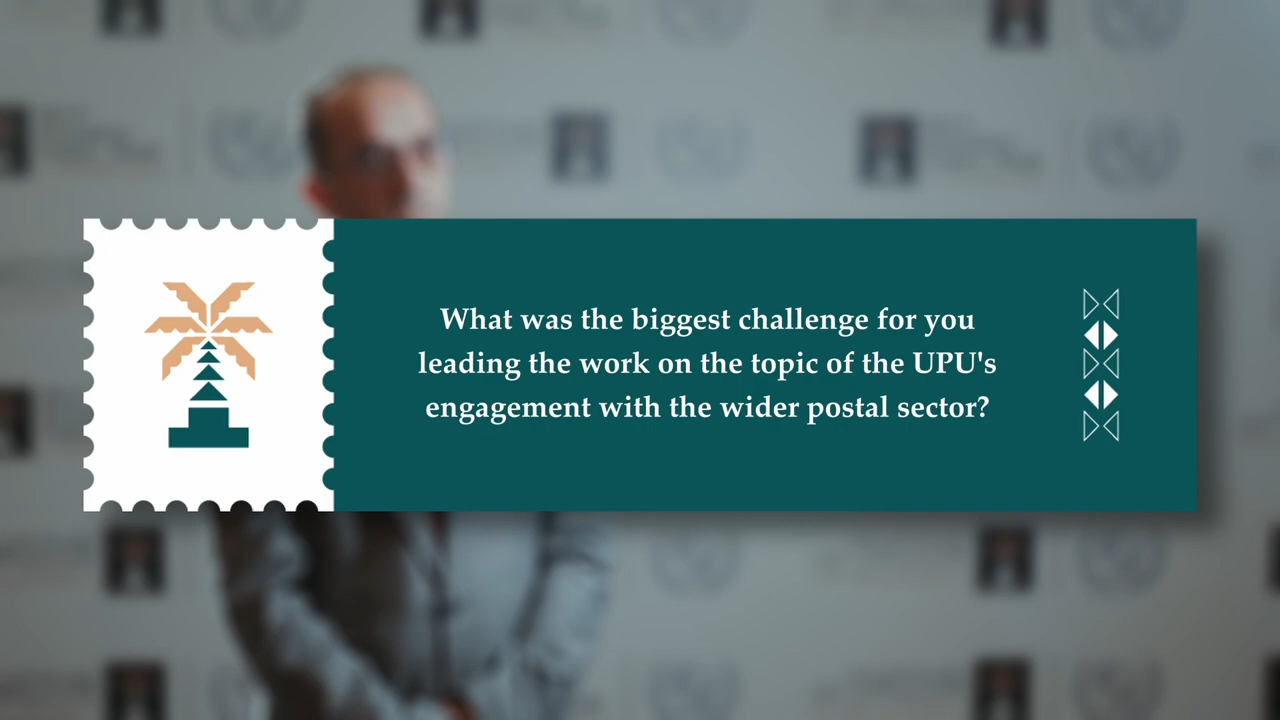 What was the biggest challenge for you
leading the work on the topic of the UPU's
engagement with the wider postal sector?